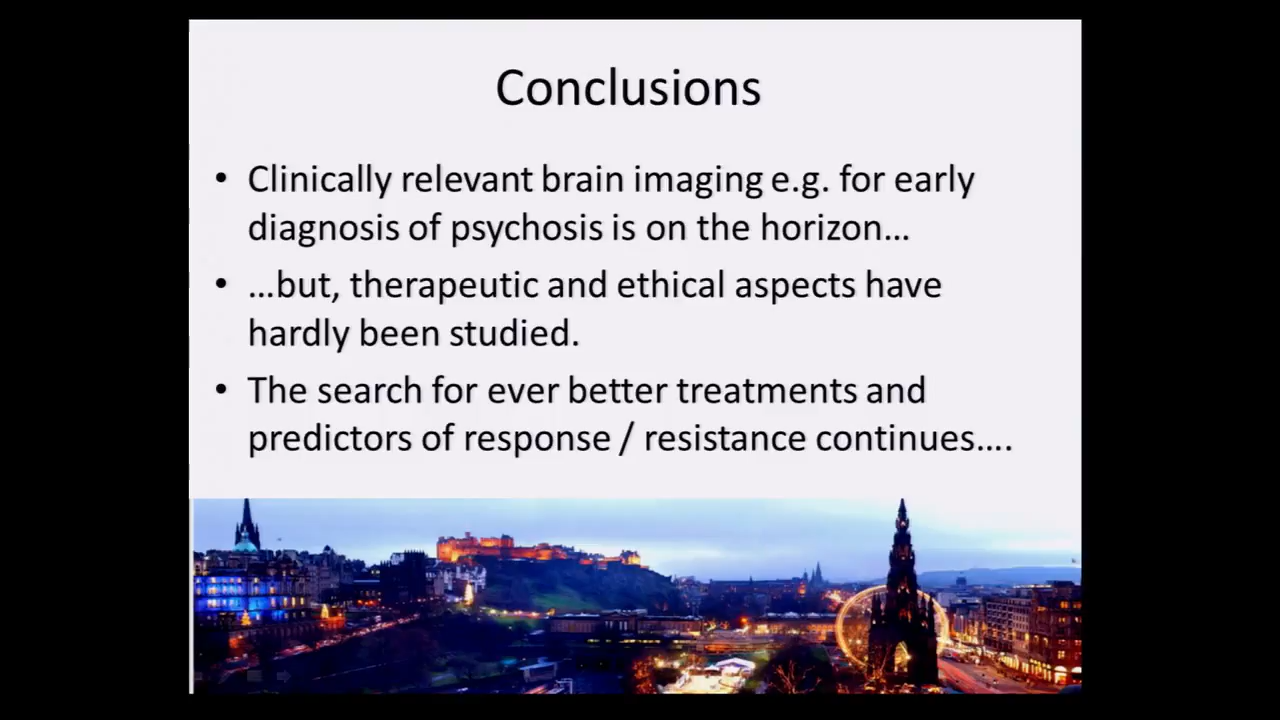 Conclusions
• Clinically relevant brain imaging e.g. for early
diagnosis of psychosis is on the horizon…
• …but, therapeutic and ethical aspects have
hardly been studied.
• The search for ever better treatments and
predictors of response / resistance continues….